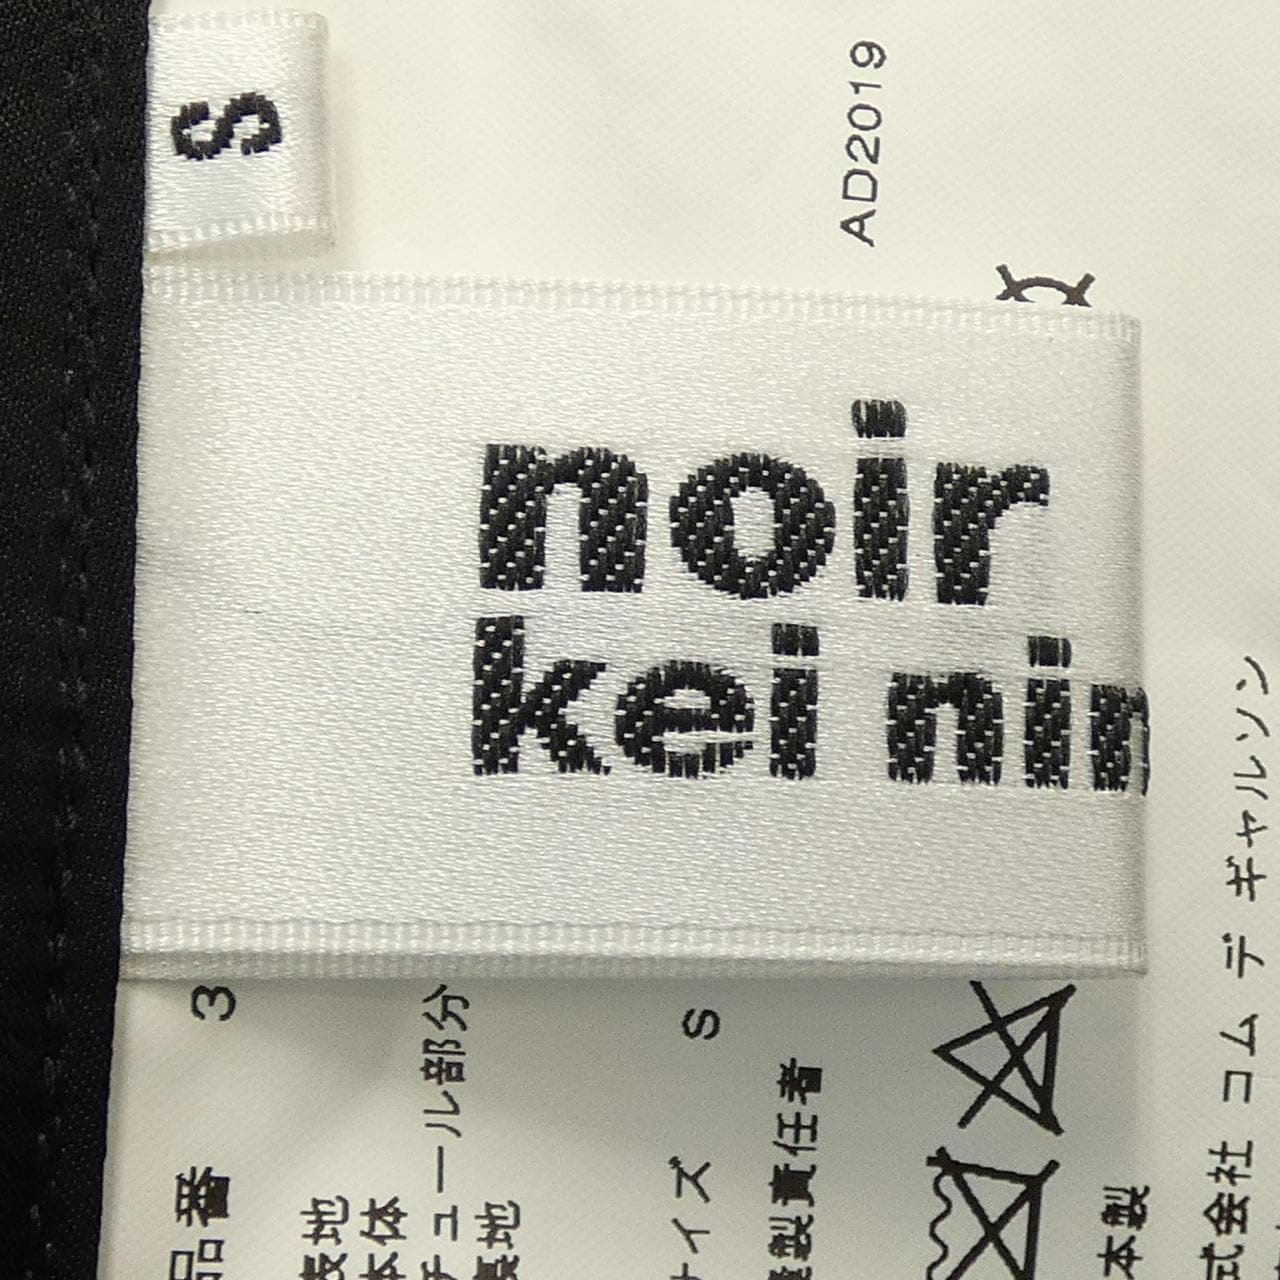 S
noir
kei nin
AD2019
品番 3
表地
本体
チュール部分
裏地
サイズ S
製責任者
本製
式会社 コム デ ギャルソン